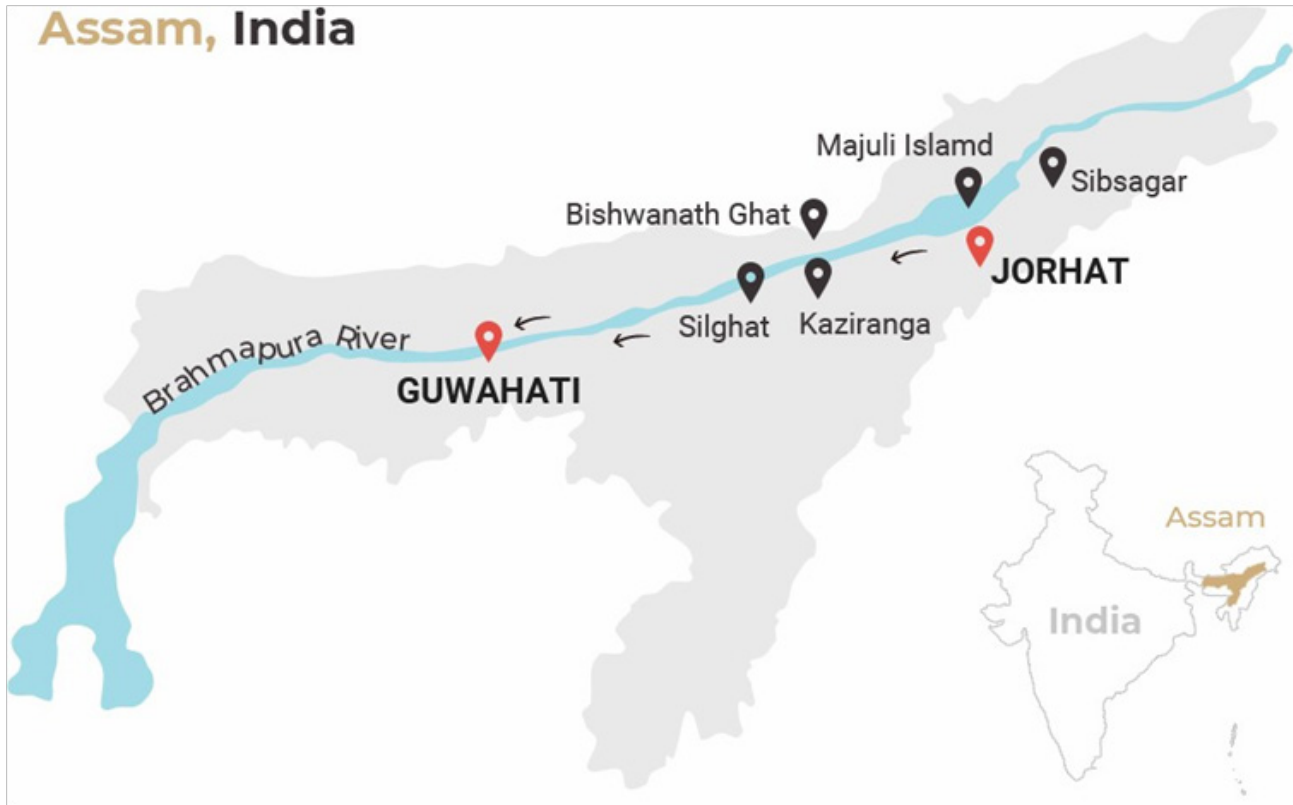 Assam, India
Majuli Islamd
Sibsagar
Bishwanath Ghat
JORHAT
Silghat
Kaziranga
Brahmapura River
GUWAHATI
Assam
India